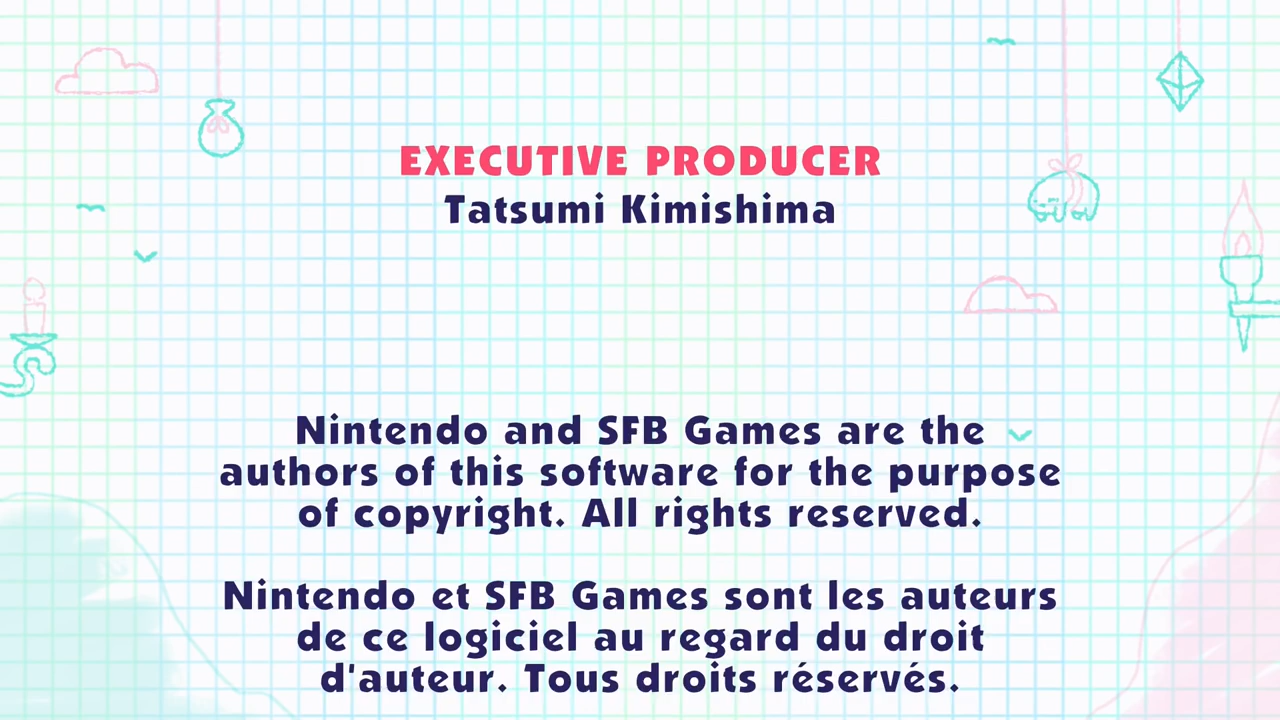 EXECUTIVE PRODUCER
Tatsumi Kimishima
Nintendo and SFB Games are the
authors of this software for the purpose
of copyright. All rights reserved.
Nintendo et SFB Games sont les auteurs
de ce logiciel au regard du droit
d'auteur. Tous droits réservés.